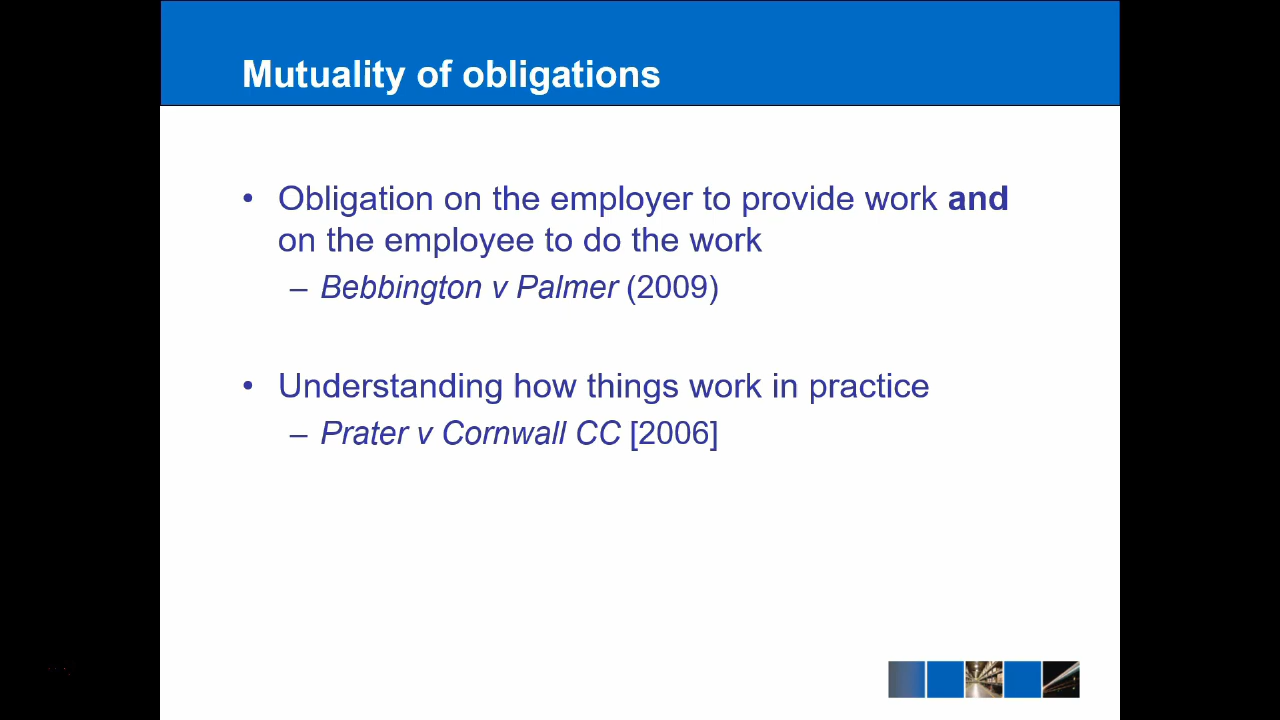 Mutuality of obligations
• Obligation on the employer to provide work and
on the employee to do the work
– Bebbington v Palmer (2009)
• Understanding how things work in practice
– Prater v Cornwall CC [2006]